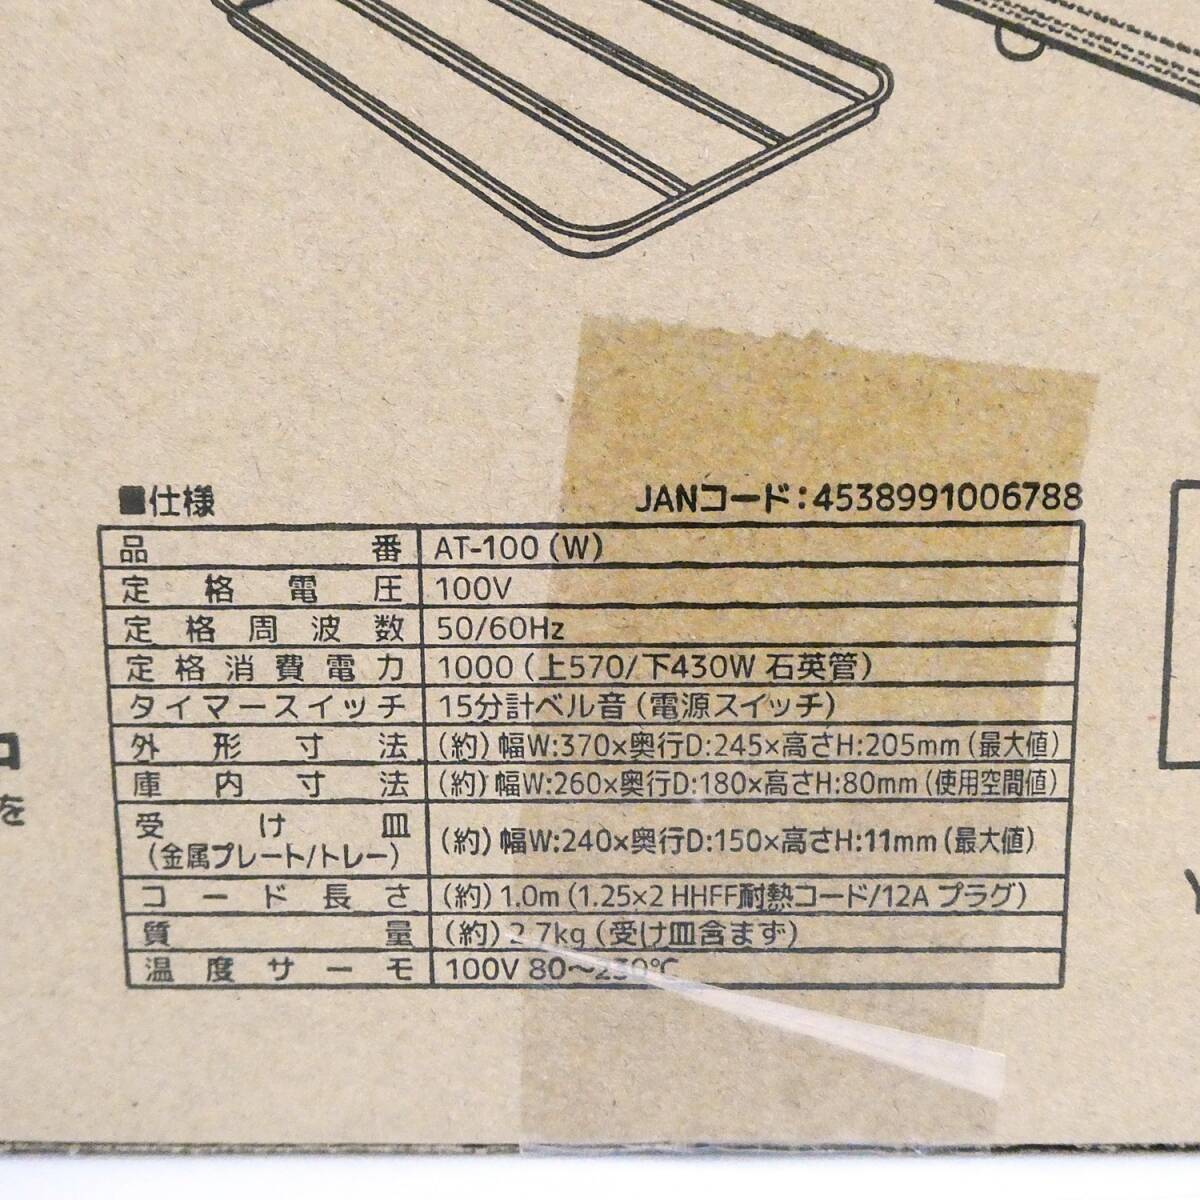 ■仕様
JANコード:4538991006788
品番 AT-100(W)
定格電圧 100V
定格周波数 50/60Hz
定格消費電力 1000(上570/下430W 石英管)
タイマースイッチ 15分計ベル音(電源スイッチ)
外形寸法 (約)幅W:370×奥行D:245×高さH:205mm(最大値)
庫内寸法 (約)幅W:260×奥行D:180×高さH:80mm(使用空間値)
受け皿
(金属プレート/トレー) (約)幅W:240×奥行D:150×高さH:11mm(最大値)
コード長さ (約)1.0m(1.25×2 HHFF耐熱コード/12A プラグ)
質量 (約)2.7kg(受け皿含まず)
温度サーモ 100V 80~230℃
を